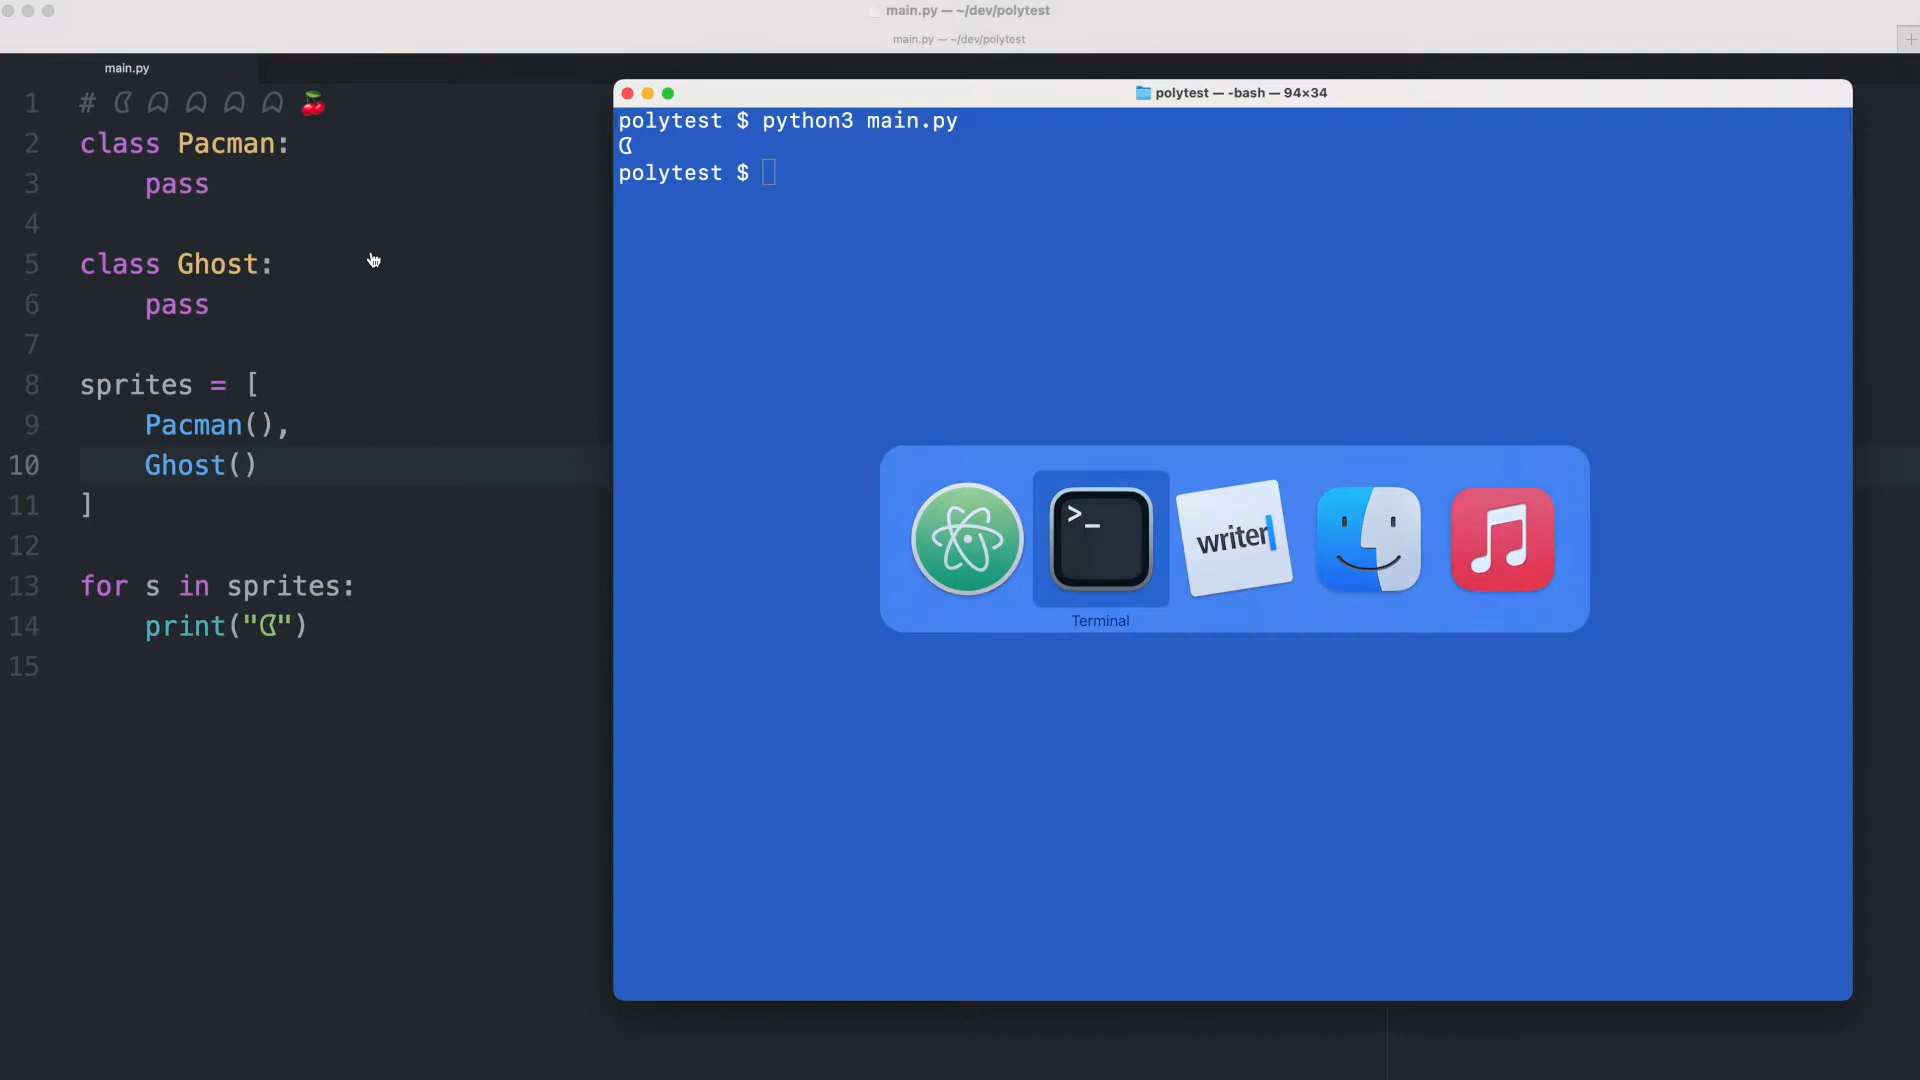 main.py — ~/dev/polytest
main.py — ~/dev/polytest
main.py
1 # ᗧ ᗣ ᗣ ᗣ ᗣ 🍒
2 class Pacman:
3     pass
4
5 class Ghost:
6     pass
7
8 sprites = [
9     Pacman(),
10     Ghost()
11 ]
12
13 for s in sprites:
14     print("ᗧ")
15
polytest — -bash — 94×34
polytest $ python3 main.py
ᗧ
polytest $
>_
writer
Terminal